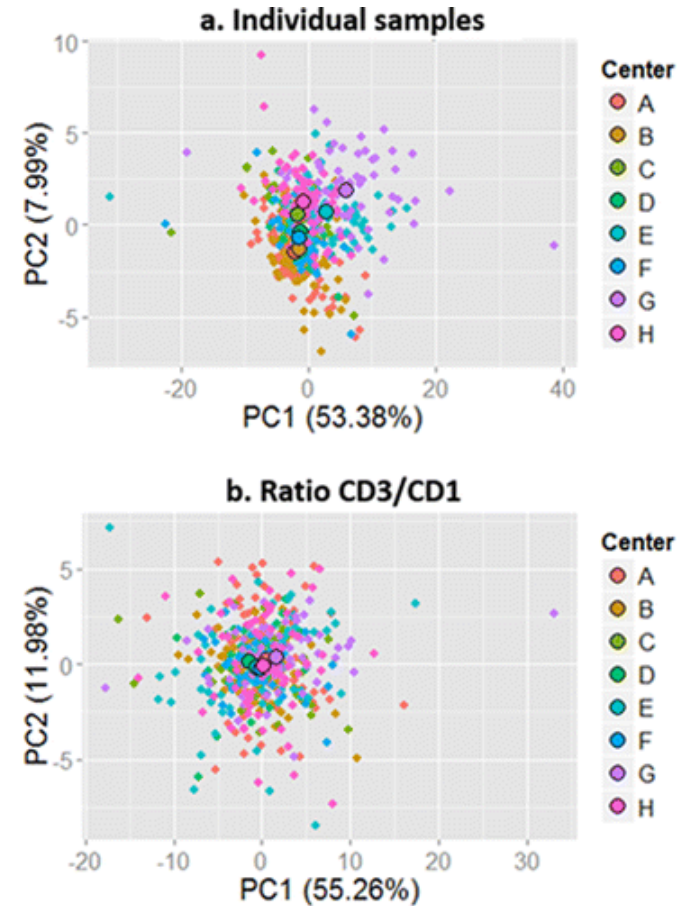 a. Individual samples
10
5
0
-5
PC2 (7.99%)
-20
0
20
40
PC1 (53.38%)
Center
A
B
C
D
E
F
G
H
b. Ratio CD3/CD1
5
0
-5
PC2 (11.98%)
-20
-10
0
10
20
30
PC1 (55.26%)
Center
A
B
C
D
E
F
G
H